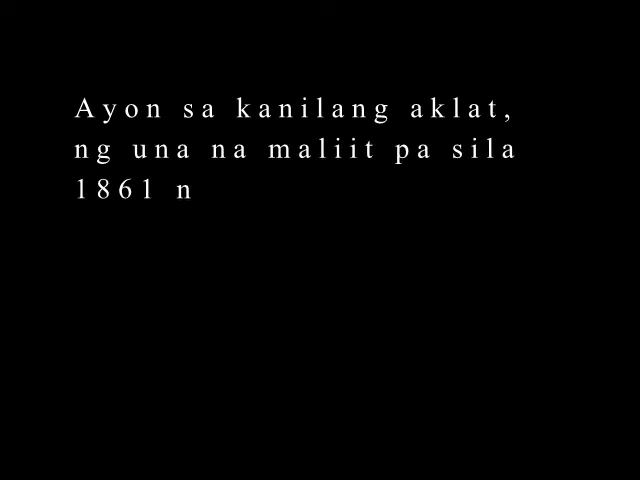 Ayon sa kanilang aklat,
ng una na maliit pa sila
1861 n